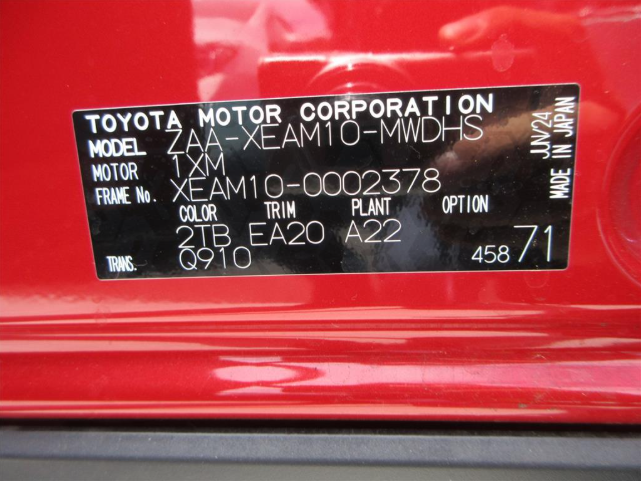 TOYOTA MOTOR CORPORATION
MODEL ZAA-XEAM10-MWDHS
MOTOR 1XM
FRAME No. XEAM10-0002378
COLOR TRIM PLANT OPTION
2TB EA20 A22
TRANS. Q910
458 71
JUN/24
MADE IN JAPAN